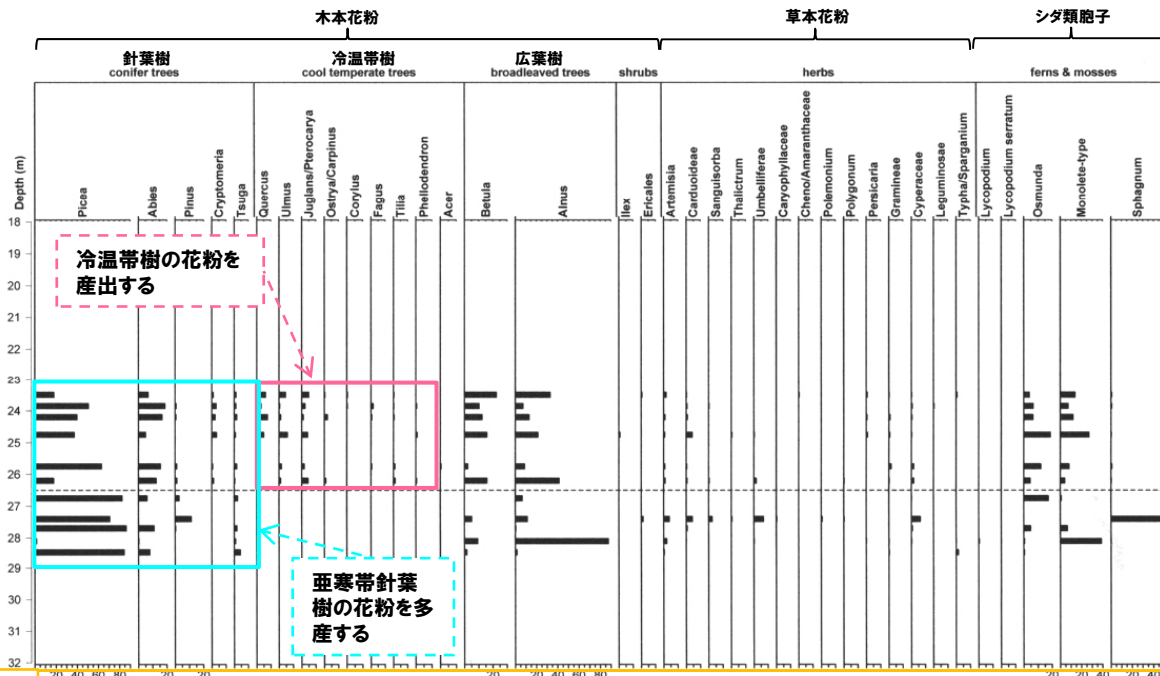 木本花粉
草本花粉
シダ類胞子
針葉樹
冷温帯樹
広葉樹
conifer trees
cool temperate trees
broadleaved trees
shrubs
herbs
ferns & mosses
Depth (m)
Picea
Abies
Pinus
Cryptomeria
Tsuga
Quercus
Ulmus
Juglans/Pterocarya
Ostrya/Carpinus
Corylus
Fagus
Tilia
Phellodendron
Acer
Betula
Alnus
Ilex
Ericales
Artemisia
Carduoideae
Sanguisorba
Thalictrum
Umbelliferae
Caryophyllaceae
Cheno/Amaranthaceae
Polemonium
Polygonum
Persicaria
Gramineae
Cyperaceae
Leguminosae
Typha/Sparganium
Lycopodium
Lycopodium serratum
Osmunda
Monolete-type
Sphagnum
18
19
20
21
22
23
24
25
26
27
28
29
30
31
32
冷温帯樹の花粉を
産出する
亜寒帯針葉
樹の花粉を多
産する
20 40 60 80 20 20 20 20 40 60 80 20 20 40 20 40